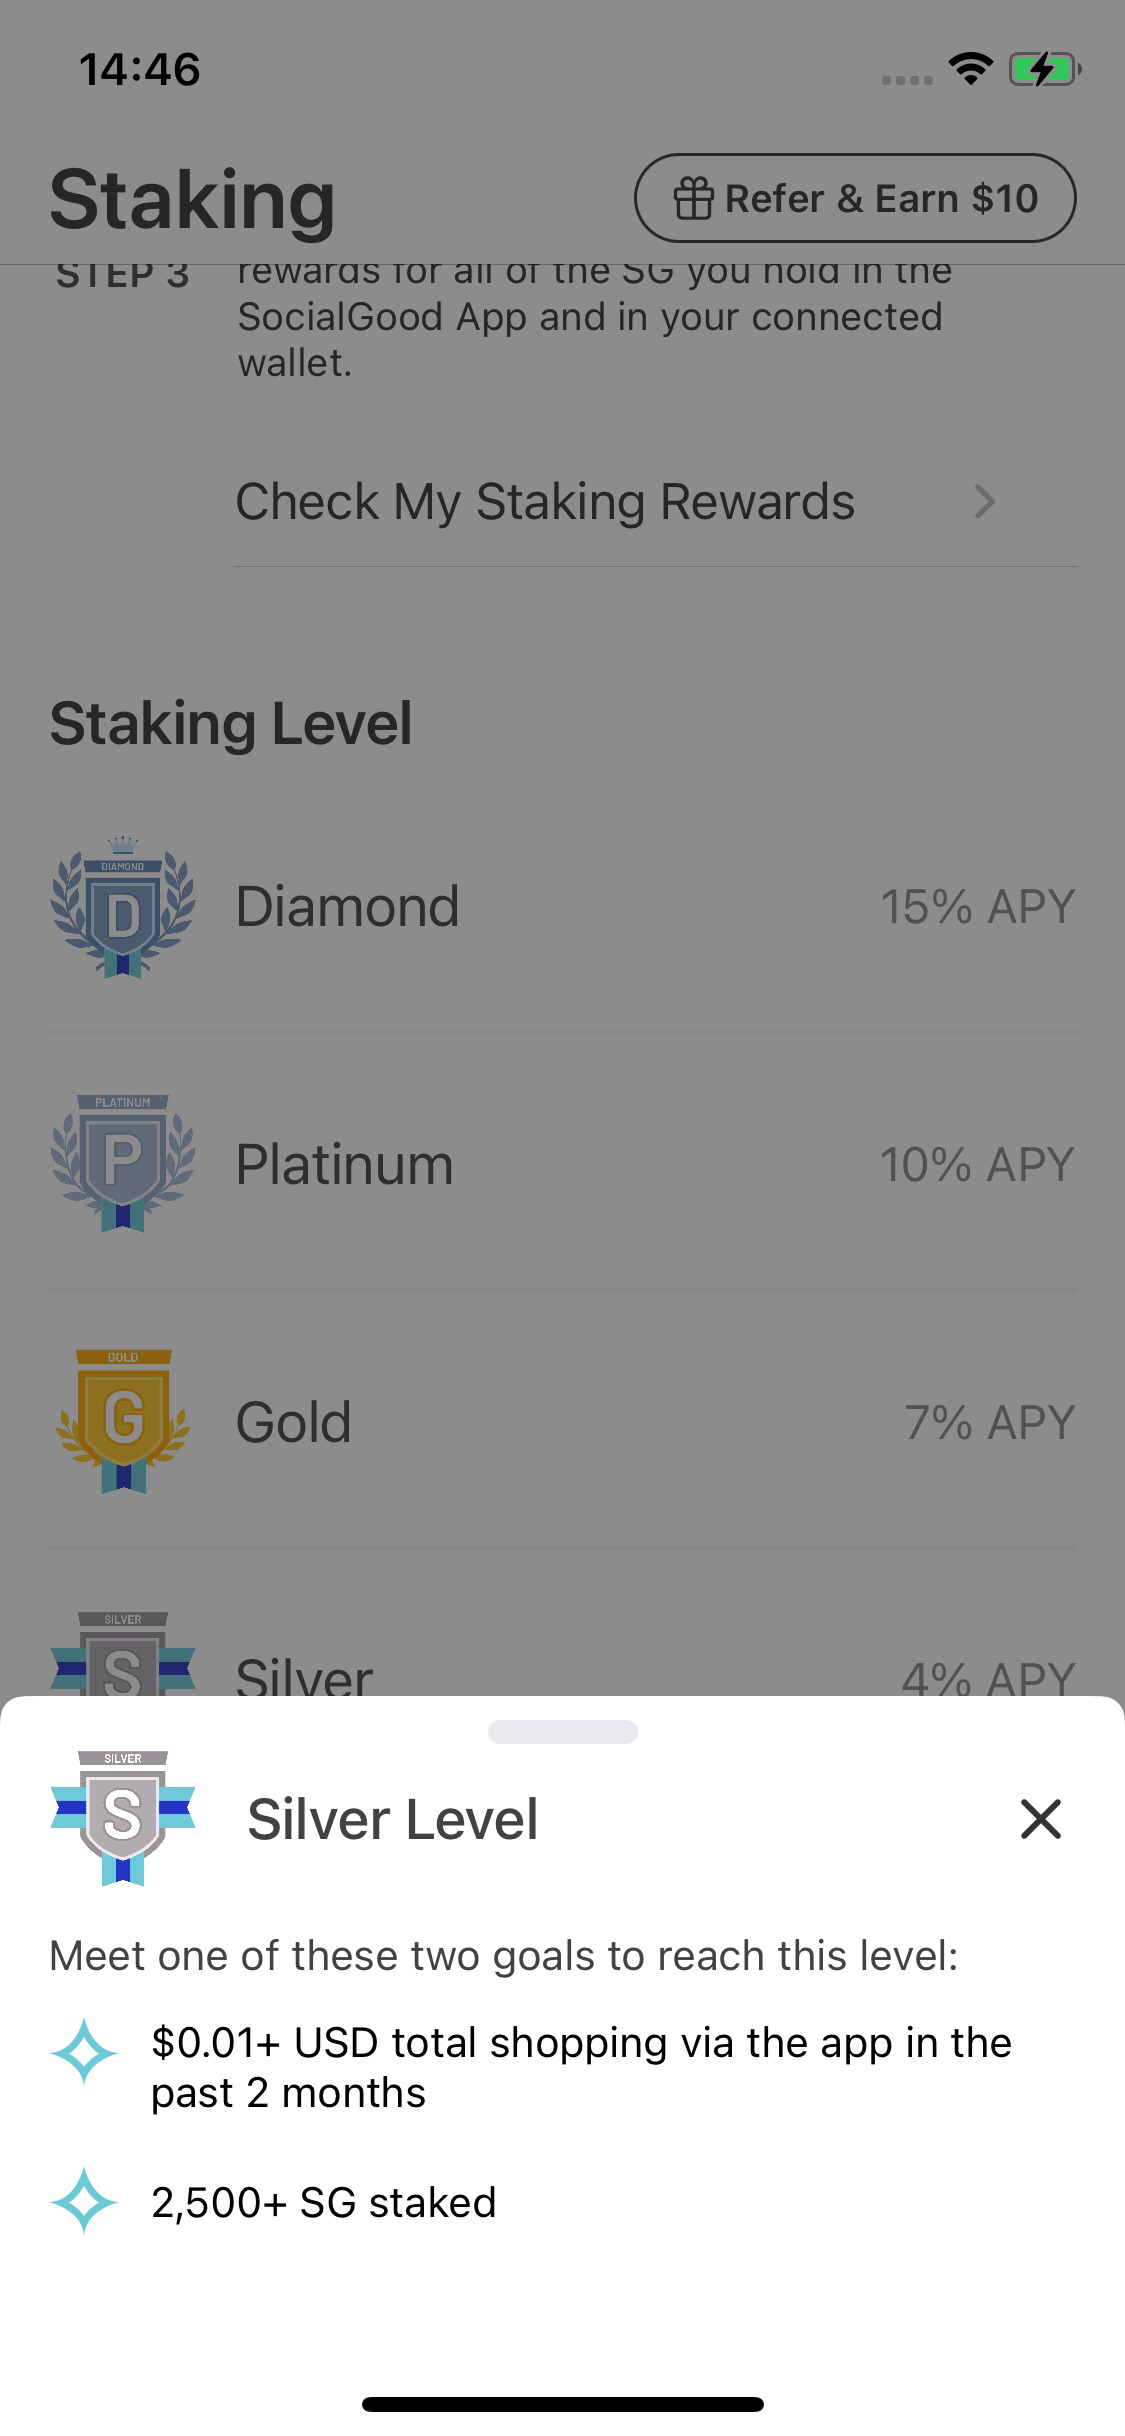 14:46
Staking
Refer & Earn $10
STEP 3
rewards for all of the SG you hold in the
SocialGood App and in your connected
wallet.
Check My Staking Rewards
Staking Level
DIAMOND
D
Diamond
15% APY
PLATINUM
P
Platinum
10% APY
GOLD
G
Gold
7% APY
SILVER
S
Silver
4% APY
SILVER
S
Silver Level
Meet one of these two goals to reach this level:
$0.01+ USD total shopping via the app in the
past 2 months
2,500+ SG staked